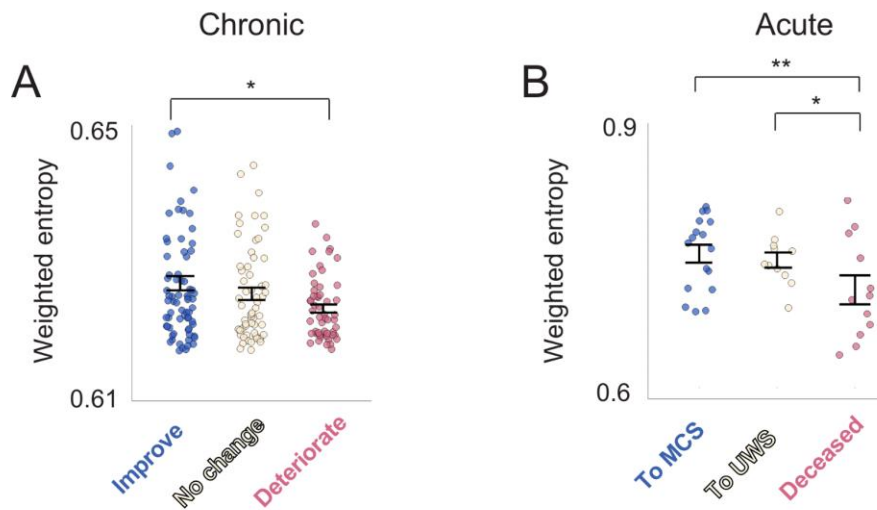 Chronic
Acute
A
*
0.65
Weighted entropy
0.61
Improve
No change
Deteriorate
B
**
*
0.9
Weighted entropy
0.6
To MCS
To UWS
Deceased